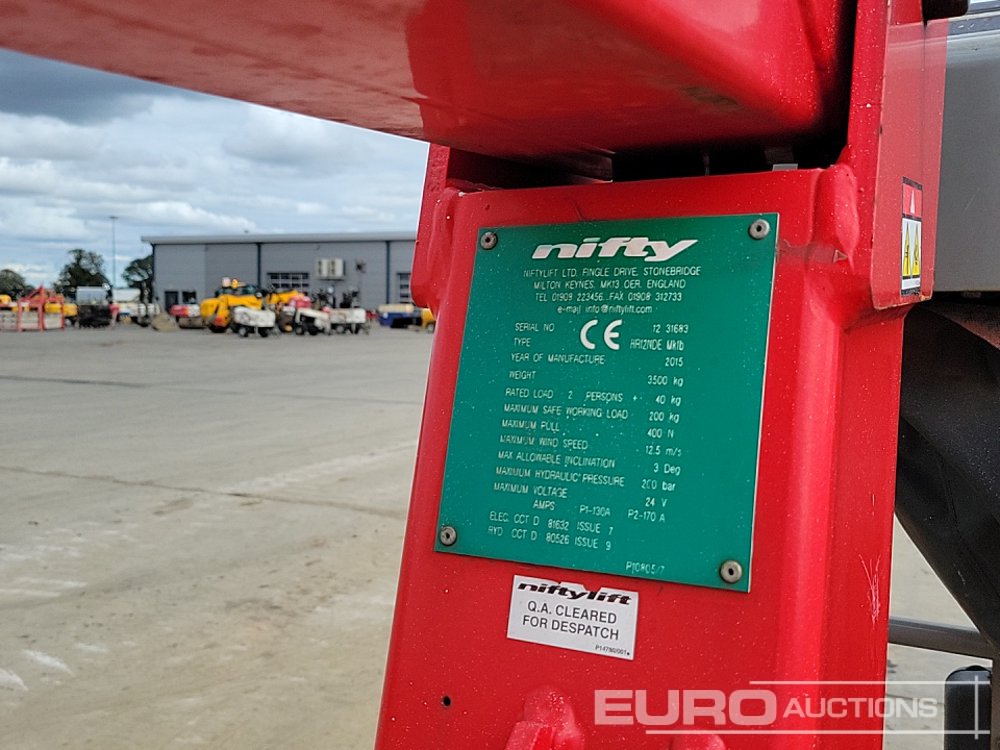 nifty
NIFTYLIFT LTD. FINGLE DRIVE, STONEBRIDGE
MILTON KEYNES, MK13 0ER, ENGLAND
TEL 01908 223456...FAX 01908 312733
e-mail info@niftylift.com
SERIAL NO CE 12 31683
TYPE HR12NDE Mk1b
YEAR OF MANUFACTURE 2015
WEIGHT 3500 kg
RATED LOAD 2 PERSONS + 40 kg
MAXIMUM SAFE WORKING LOAD 200 kg
MAXIMUM PULL 400 N
MAXIMUM WIND SPEED 12.5 m/s
MAX ALLOWABLE INCLINATION 3 Deg
MAXIMUM HYDRAULIC PRESSURE 200 bar
MAXIMUM VOLTAGE 24 V
AMPS P1-130A P2-170 A
ELEC. CCT D 81632 ISSUE 7
HYD CCT D 80526 ISSUE 9
P10805/7
niftylift
Q.A. CLEARED
FOR DESPATCH
P14780/001
EURO AUCTIONS